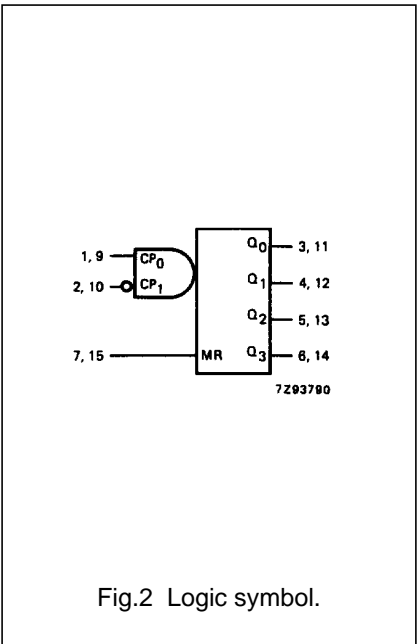 1, 9 CP0 Q0 3, 11
2, 10 CP1 Q1 4, 12
Q2 5, 13
7, 15 MR Q3 6, 14
7Z93790
Fig.2 Logic symbol.